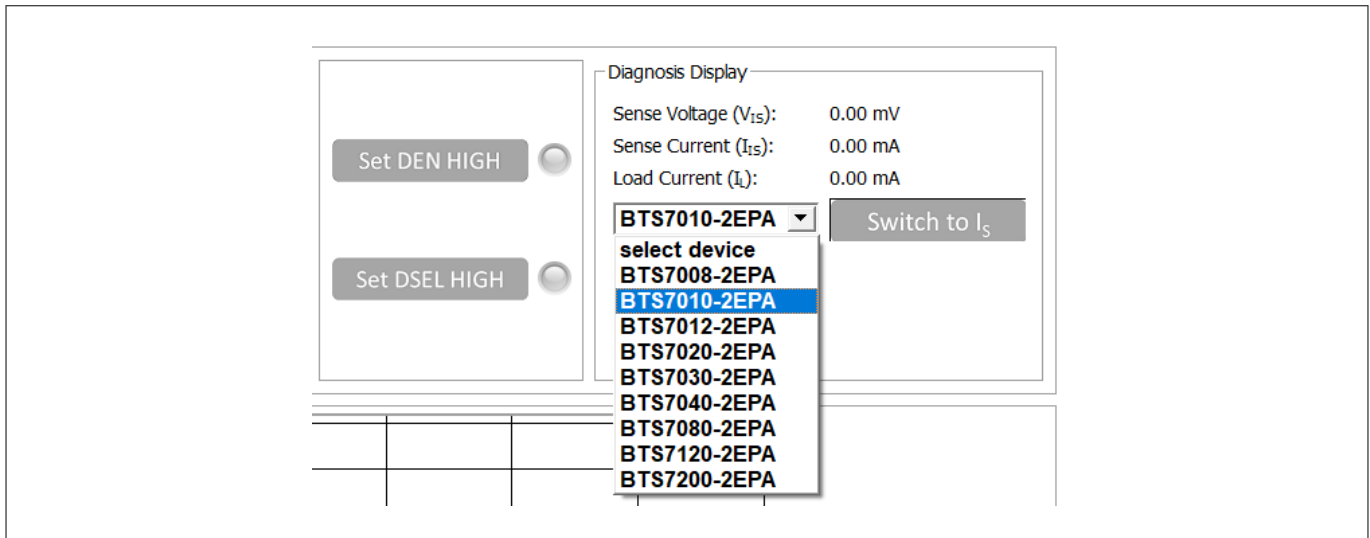 Diagnosis Display
Sense Voltage (VIS): 0.00 mV
Set DEN HIGH
Sense Current (IIS): 0.00 mA
Load Current (IL): 0.00 mA
BTS7010-2EPA
Switch to IS
select device
Set DSEL HIGH
BTS7008-2EPA
BTS7010-2EPA
BTS7012-2EPA
BTS7020-2EPA
BTS7030-2EPA
BTS7040-2EPA
BTS7080-2EPA
BTS7120-2EPA
BTS7200-2EPA